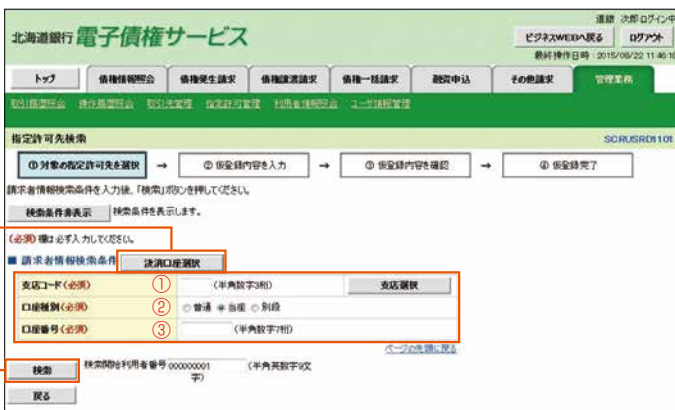 道銀 次郎ログイン中
北海道銀行 電子債権サービス
ビジネスWEBへ戻る ログアウト
最終操作日時:2015/06/22 11:46:16
トップ 債権情報照会 債権発生請求 債権譲渡請求 債権一括請求 融資申込 その他請求 管理業務
取引履歴照会 操作履歴照会 取引先管理 指定許可管理 利用者情報照会 ユーザ情報管理
指定許可先検索 SCRUSRD1101
① 対象の指定許可先を選択 → ② 仮登録内容を入力 → ③ 仮登録内容を確認 → ④ 仮登録完了
請求者情報検索条件を入力後、「検索」ボタンを押してください。
検索条件非表示 検索条件を表示します。
(必須)欄は必ず入力してください。
■ 請求者情報検索条件 決済口座選択
支店コード(必須) ① (半角数字3桁) 支店選択
口座種別(必須) ② 普通 当座 別段
口座番号(必須) ③ (半角数字7桁)
ページの先頭に戻る
検索 検索開始利用者番号 000000001 (半角英数字9文字)
戻る